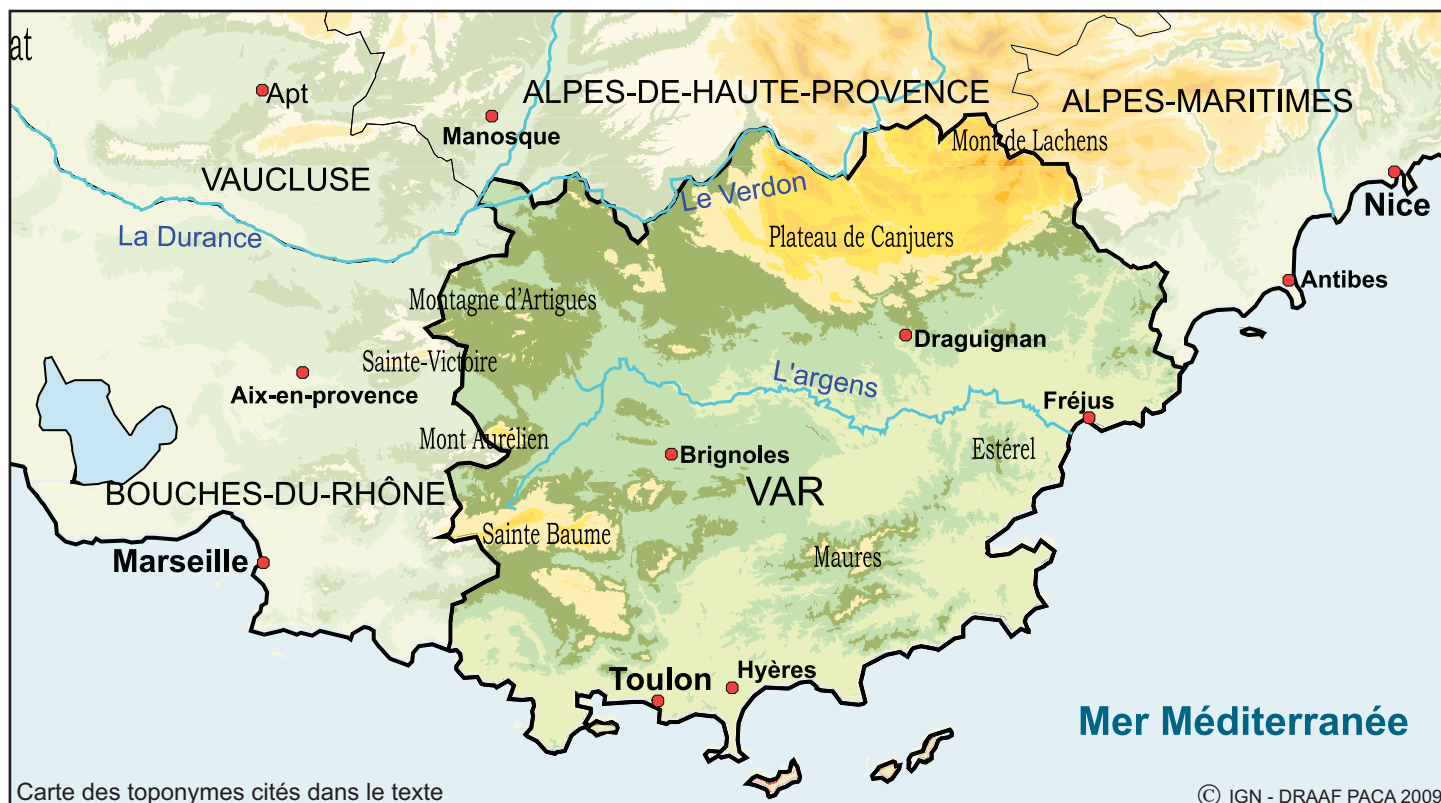 at
Apt
ALPES-DE-HAUTE-PROVENCE
ALPES-MARITIMES
Manosque
Mont de Lachens
VAUCLUSE
Le Verdon
Nice
La Durance
Plateau de Canjuers
Antibes
Montagne d'Artigues
Draguignan
Sainte-Victoire
L'argens
Aix-en-provence
Fréjus
Mont Aurélien
Estérel
Brignoles
BOUCHES-DU-RHÔNE
VAR
Sainte Baume
Maures
Marseille
Toulon
Hyères
Mer Méditerranée
Carte des toponymes cités dans le texte
© IGN - DRAAF PACA 2009